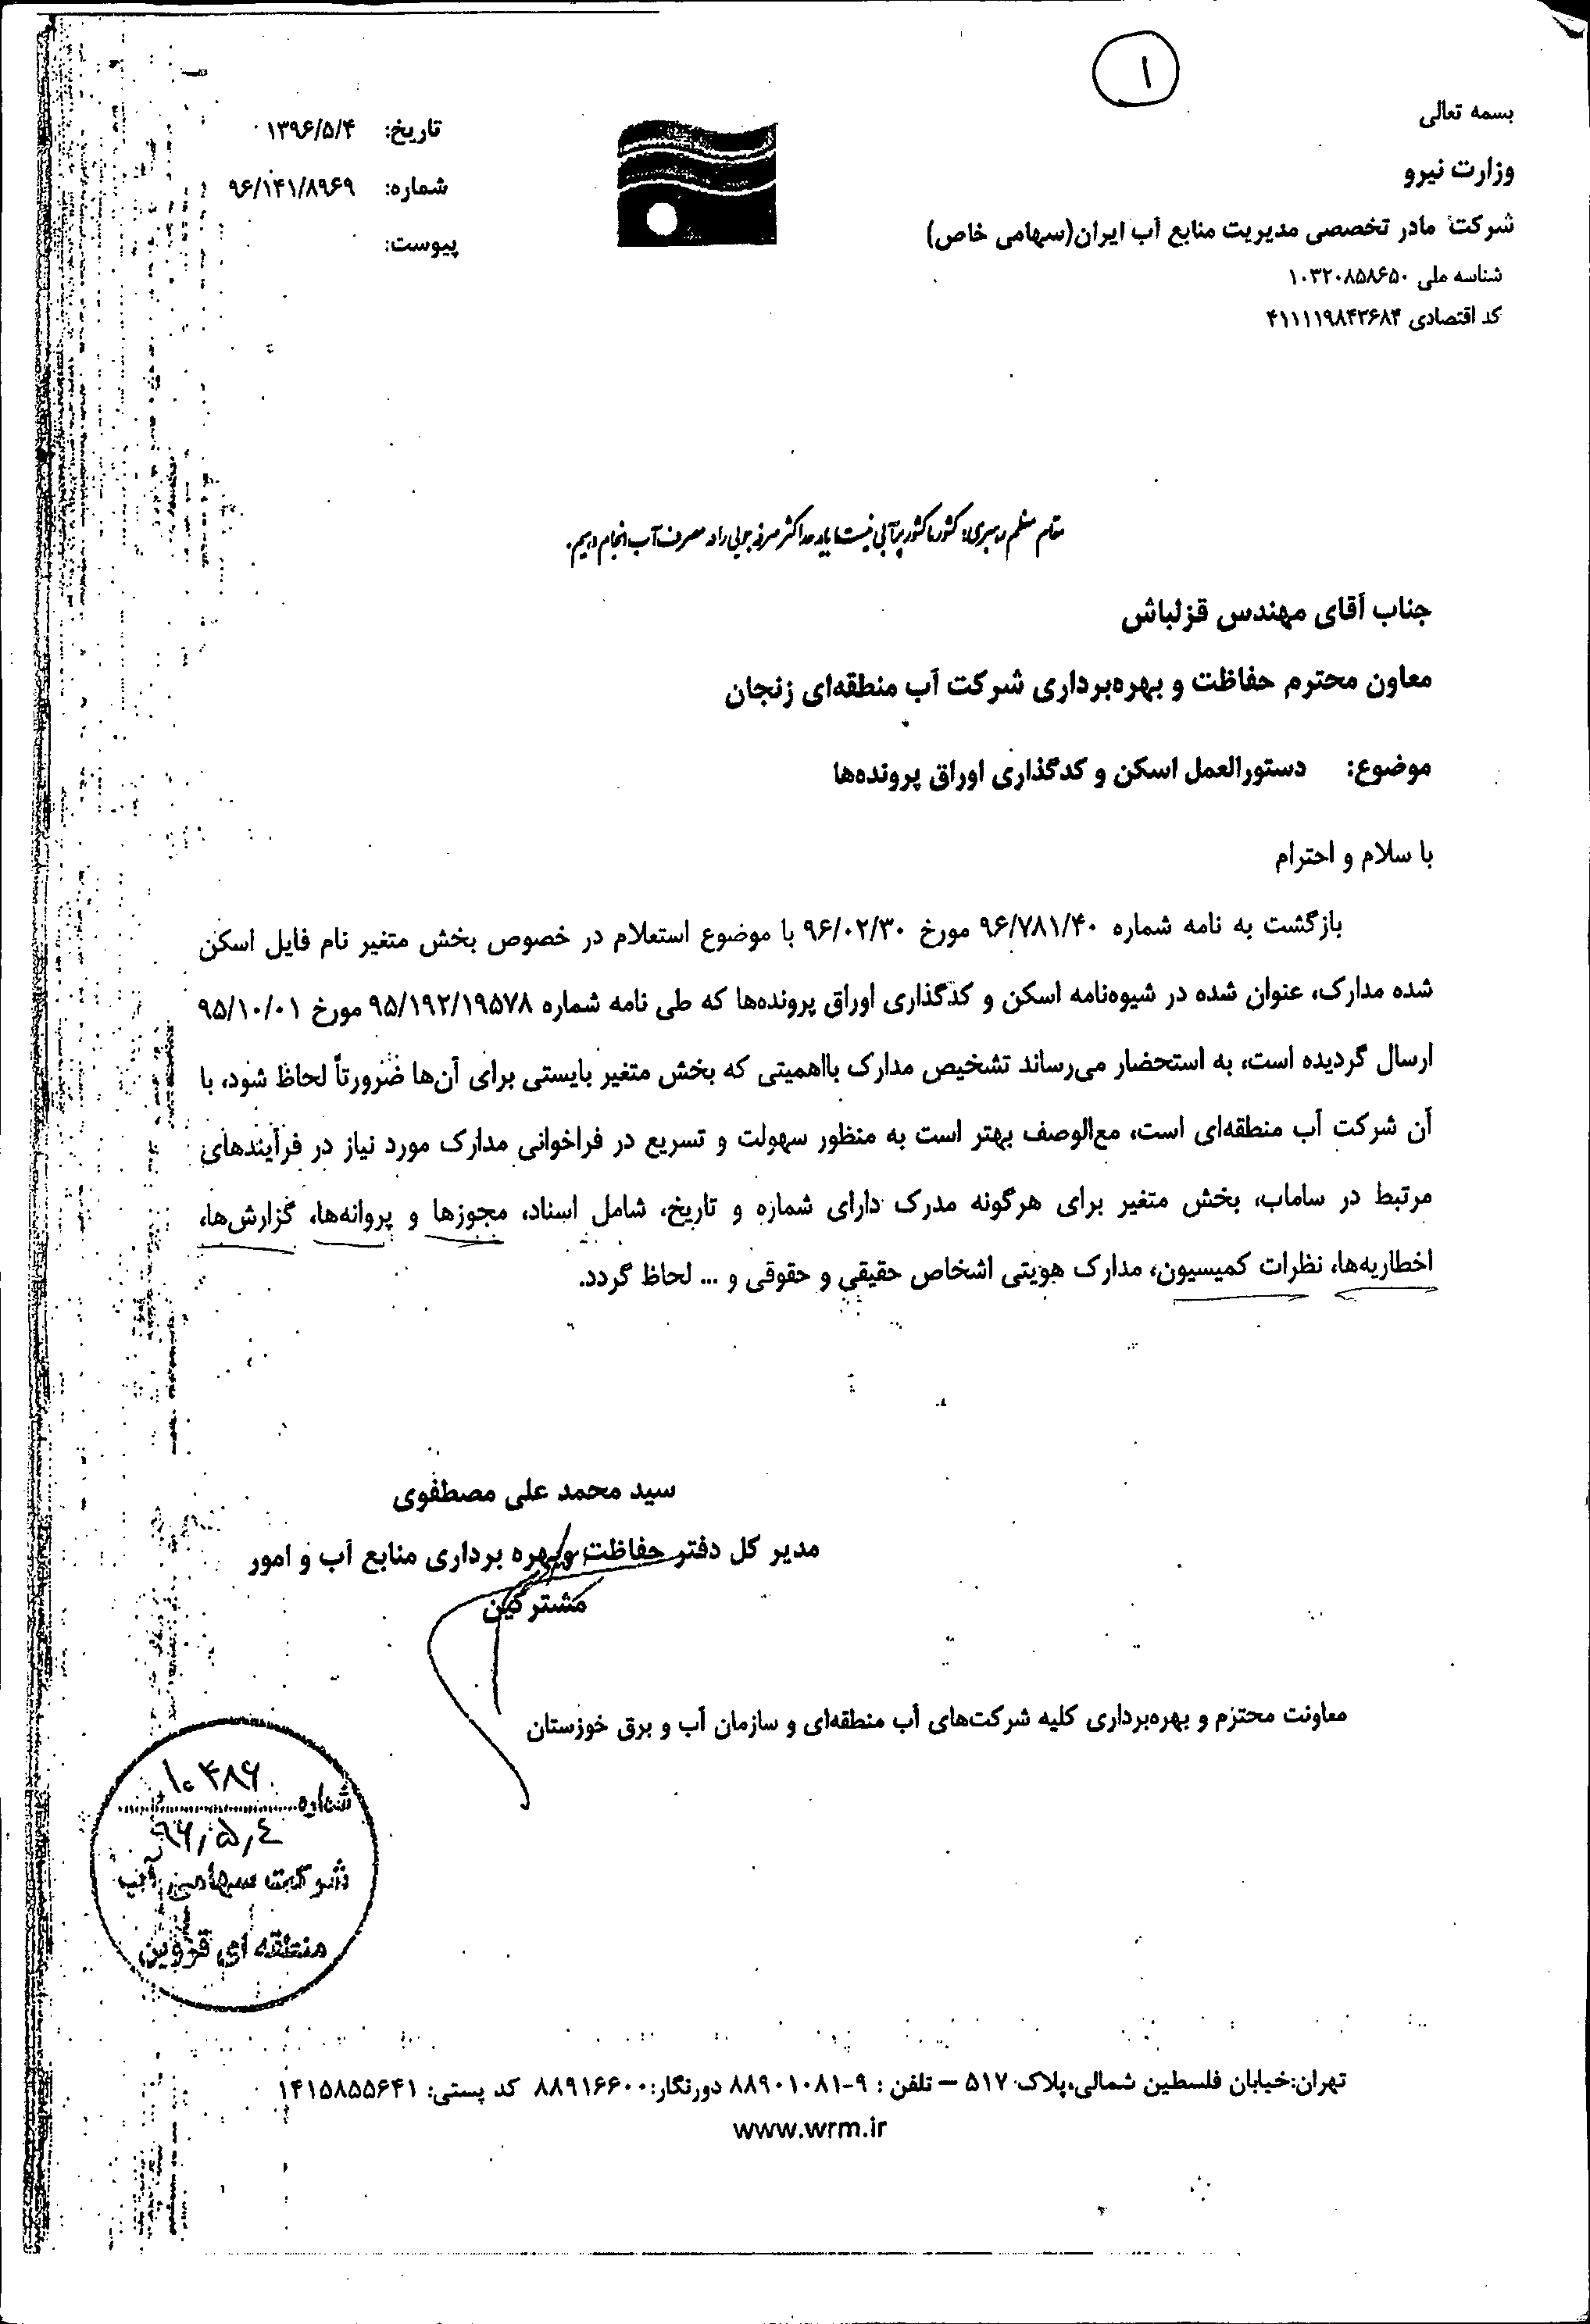 ۱
بسمه تعالی
وزارت نیرو
شرکت مادر تخصصی مدیریت منابع آب ایران(سهامی خاص)
شناسه ملی ۱۰۳۲۰۸۵۸۶۵۰
کد اقتصادی ۴۱۱۱۱۹۸۴۳۶۸۴
تاریخ: ۱۳۹۶/۵/۴
شماره: ۹۶/۱۴۱/۸۹۶۹
پیوست:
مقام معظم رهبری: کشور ما کشور پرآبی نیست باید حداکثر صرفه جویی را در مصرف آب انجام دهیم.
جناب آقای مهندس قزلباش
معاون محترم حفاظت و بهره‌برداری شرکت آب منطقه‌ای زنجان
موضوع: دستورالعمل اسکن و کدگذاری اوراق پرونده‌ها
با سلام و احترام
بازگشت به نامه شماره ۹۶/۷۸۱/۴۰ مورخ ۹۶/۰۲/۳۰ با موضوع استعلام در خصوص بخش متغیر نام فایل اسکن
شده مدارک، عنوان شده در شیوه‌نامه اسکن و کدگذاری اوراق پرونده‌ها که طی نامه شماره ۹۵/۱۹۲/۱۹۵۷۸ مورخ ۹۵/۱۰/۰۱
ارسال گردیده است، به استحضار می‌رساند تشخیص مدارک بااهمیتی که بخش متغیر بایستی برای آن‌ها ضرورتاً لحاظ شود، با
آن شرکت آب منطقه‌ای است، مع‌الوصف بهتر است به منظور سهولت و تسریع در فراخوانی مدارک مورد نیاز در فرآیندهای
مرتبط در ساماب، بخش متغیر برای هرگونه مدرک دارای شماره و تاریخ، شامل اسناد، مجوزها و پروانه‌ها، گزارش‌ها،
اخطاریه‌ها، نظرات کمیسیون، مدارک هویتی اشخاص حقیقی و حقوقی و ... لحاظ گردد.
سید محمد علی مصطفوی
مدیر کل دفتر حفاظت و بهره برداری منابع آب و امور
مشترکین
معاونت محترم و بهره‌برداری کلیه شرکت‌های آب منطقه‌ای و سازمان آب و برق خوزستان
شماره ۱۰۴۸۶
۹۶٫۵٫۴
شرکت سهامی آب
منطقه ای قزوین
تهران:خیابان فلسطین شمالی،پلاک ۵۱۷ – تلفن : ۹-۸۸۹۰۱۰۸۱ دورنگار:۸۸۹۱۶۶۰۰ کد پستی: ۱۴۱۵۸۵۵۶۴۱
www.wrm.ir